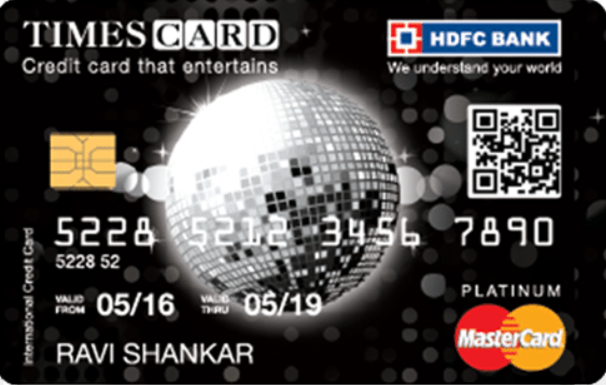 TIMES CARD
Credit card that entertains
HDFC BANK
We understand your world
5228 5212 3456 7890
5228 52
VALID FROM 05/16 VALID THRU 05/19
RAVI SHANKAR
International Credit Card
PLATINUM
MasterCard